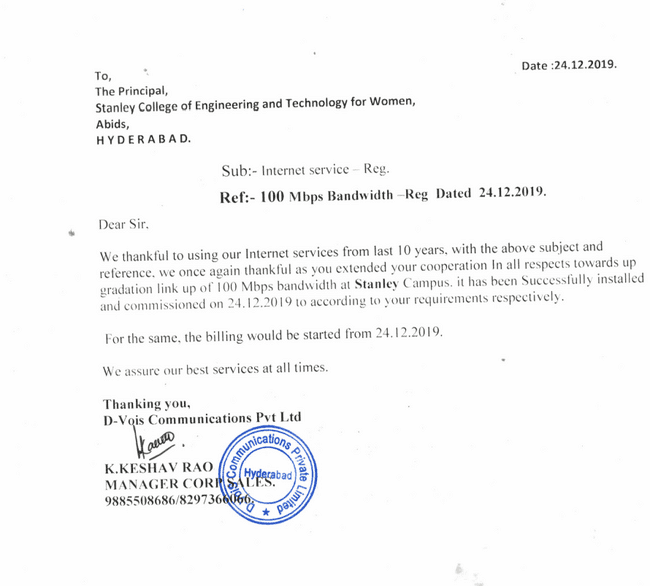 Date :24.12.2019.
To,
The Principal,
Stanley College of Engineering and Technology for Women,
Abids,
H Y D E R A B A D.
Sub:- Internet service – Reg.
Ref:- 100 Mbps Bandwidth –Reg Dated 24.12.2019.
Dear Sir,
We thankful to using our Internet services from last 10 years, with the above subject and
reference, we once again thankful as you extended your cooperation In all respects towards up
gradation link up of 100 Mbps bandwidth at Stanley Campus. it has been Successfully installed
and commissioned on 24.12.2019 to according to your requirements respectively.
For the same, the billing would be started from 24.12.2019.
We assure our best services at all times.
Thanking you,
D-Vois Communications Pvt Ltd
K.KESHAV RAO
MANAGER CORP SALES.
9885508686/8297366066.
D-Vois Communications Private Limited
Hyderabad